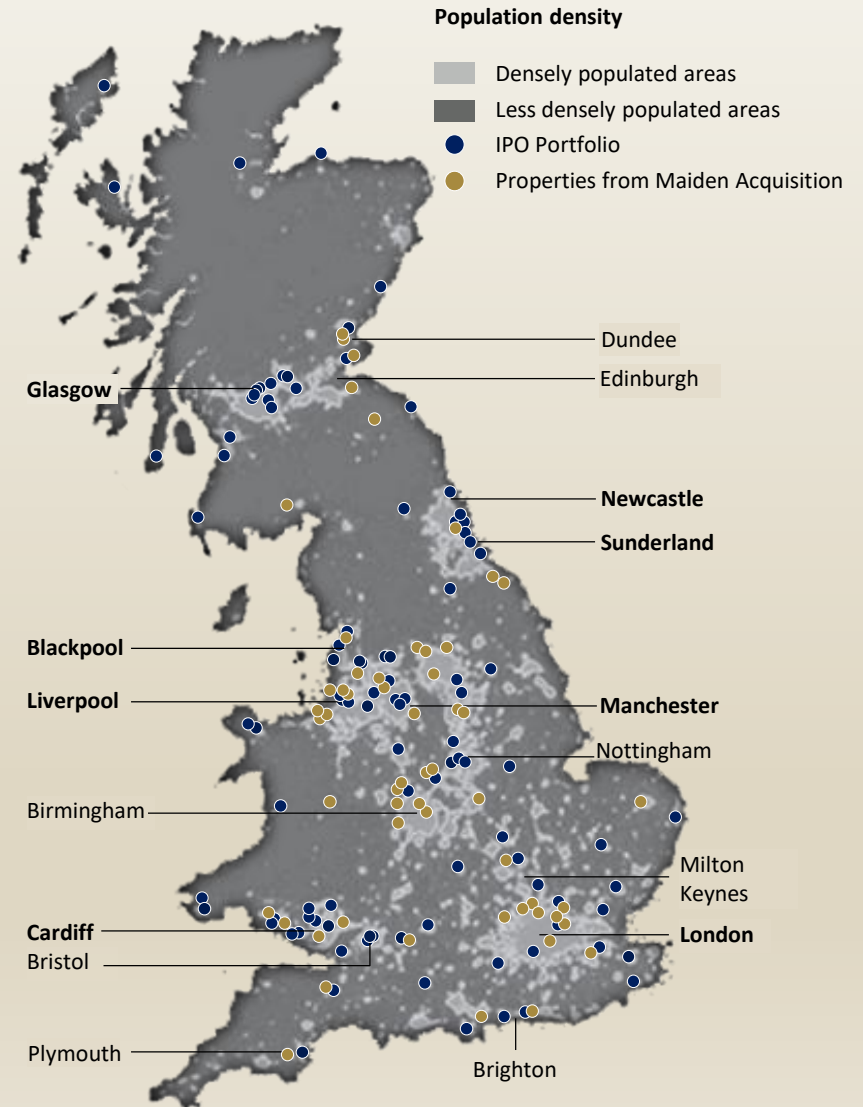 Population density
Densely populated areas
Less densely populated areas
IPO Portfolio
Properties from Maiden Acquisition
Dundee
Edinburgh
Glasgow
Newcastle
Sunderland
Blackpool
Liverpool
Manchester
Nottingham
Birmingham
Milton
Keynes
Cardiff
London
Bristol
Plymouth
Brighton